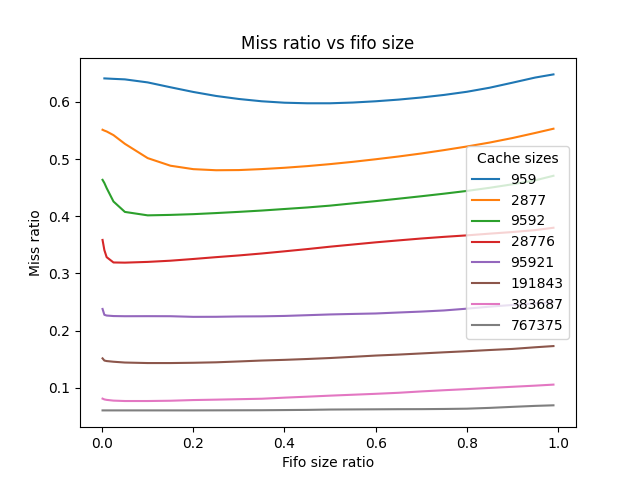 Miss ratio vs fifo size
Miss ratio
0.6
0.5
0.4
0.3
0.2
0.1
Cache sizes
959
2877
9592
28776
95921
191843
383687
767375
0.0 0.2 0.4 0.6 0.8 1.0
Fifo size ratio